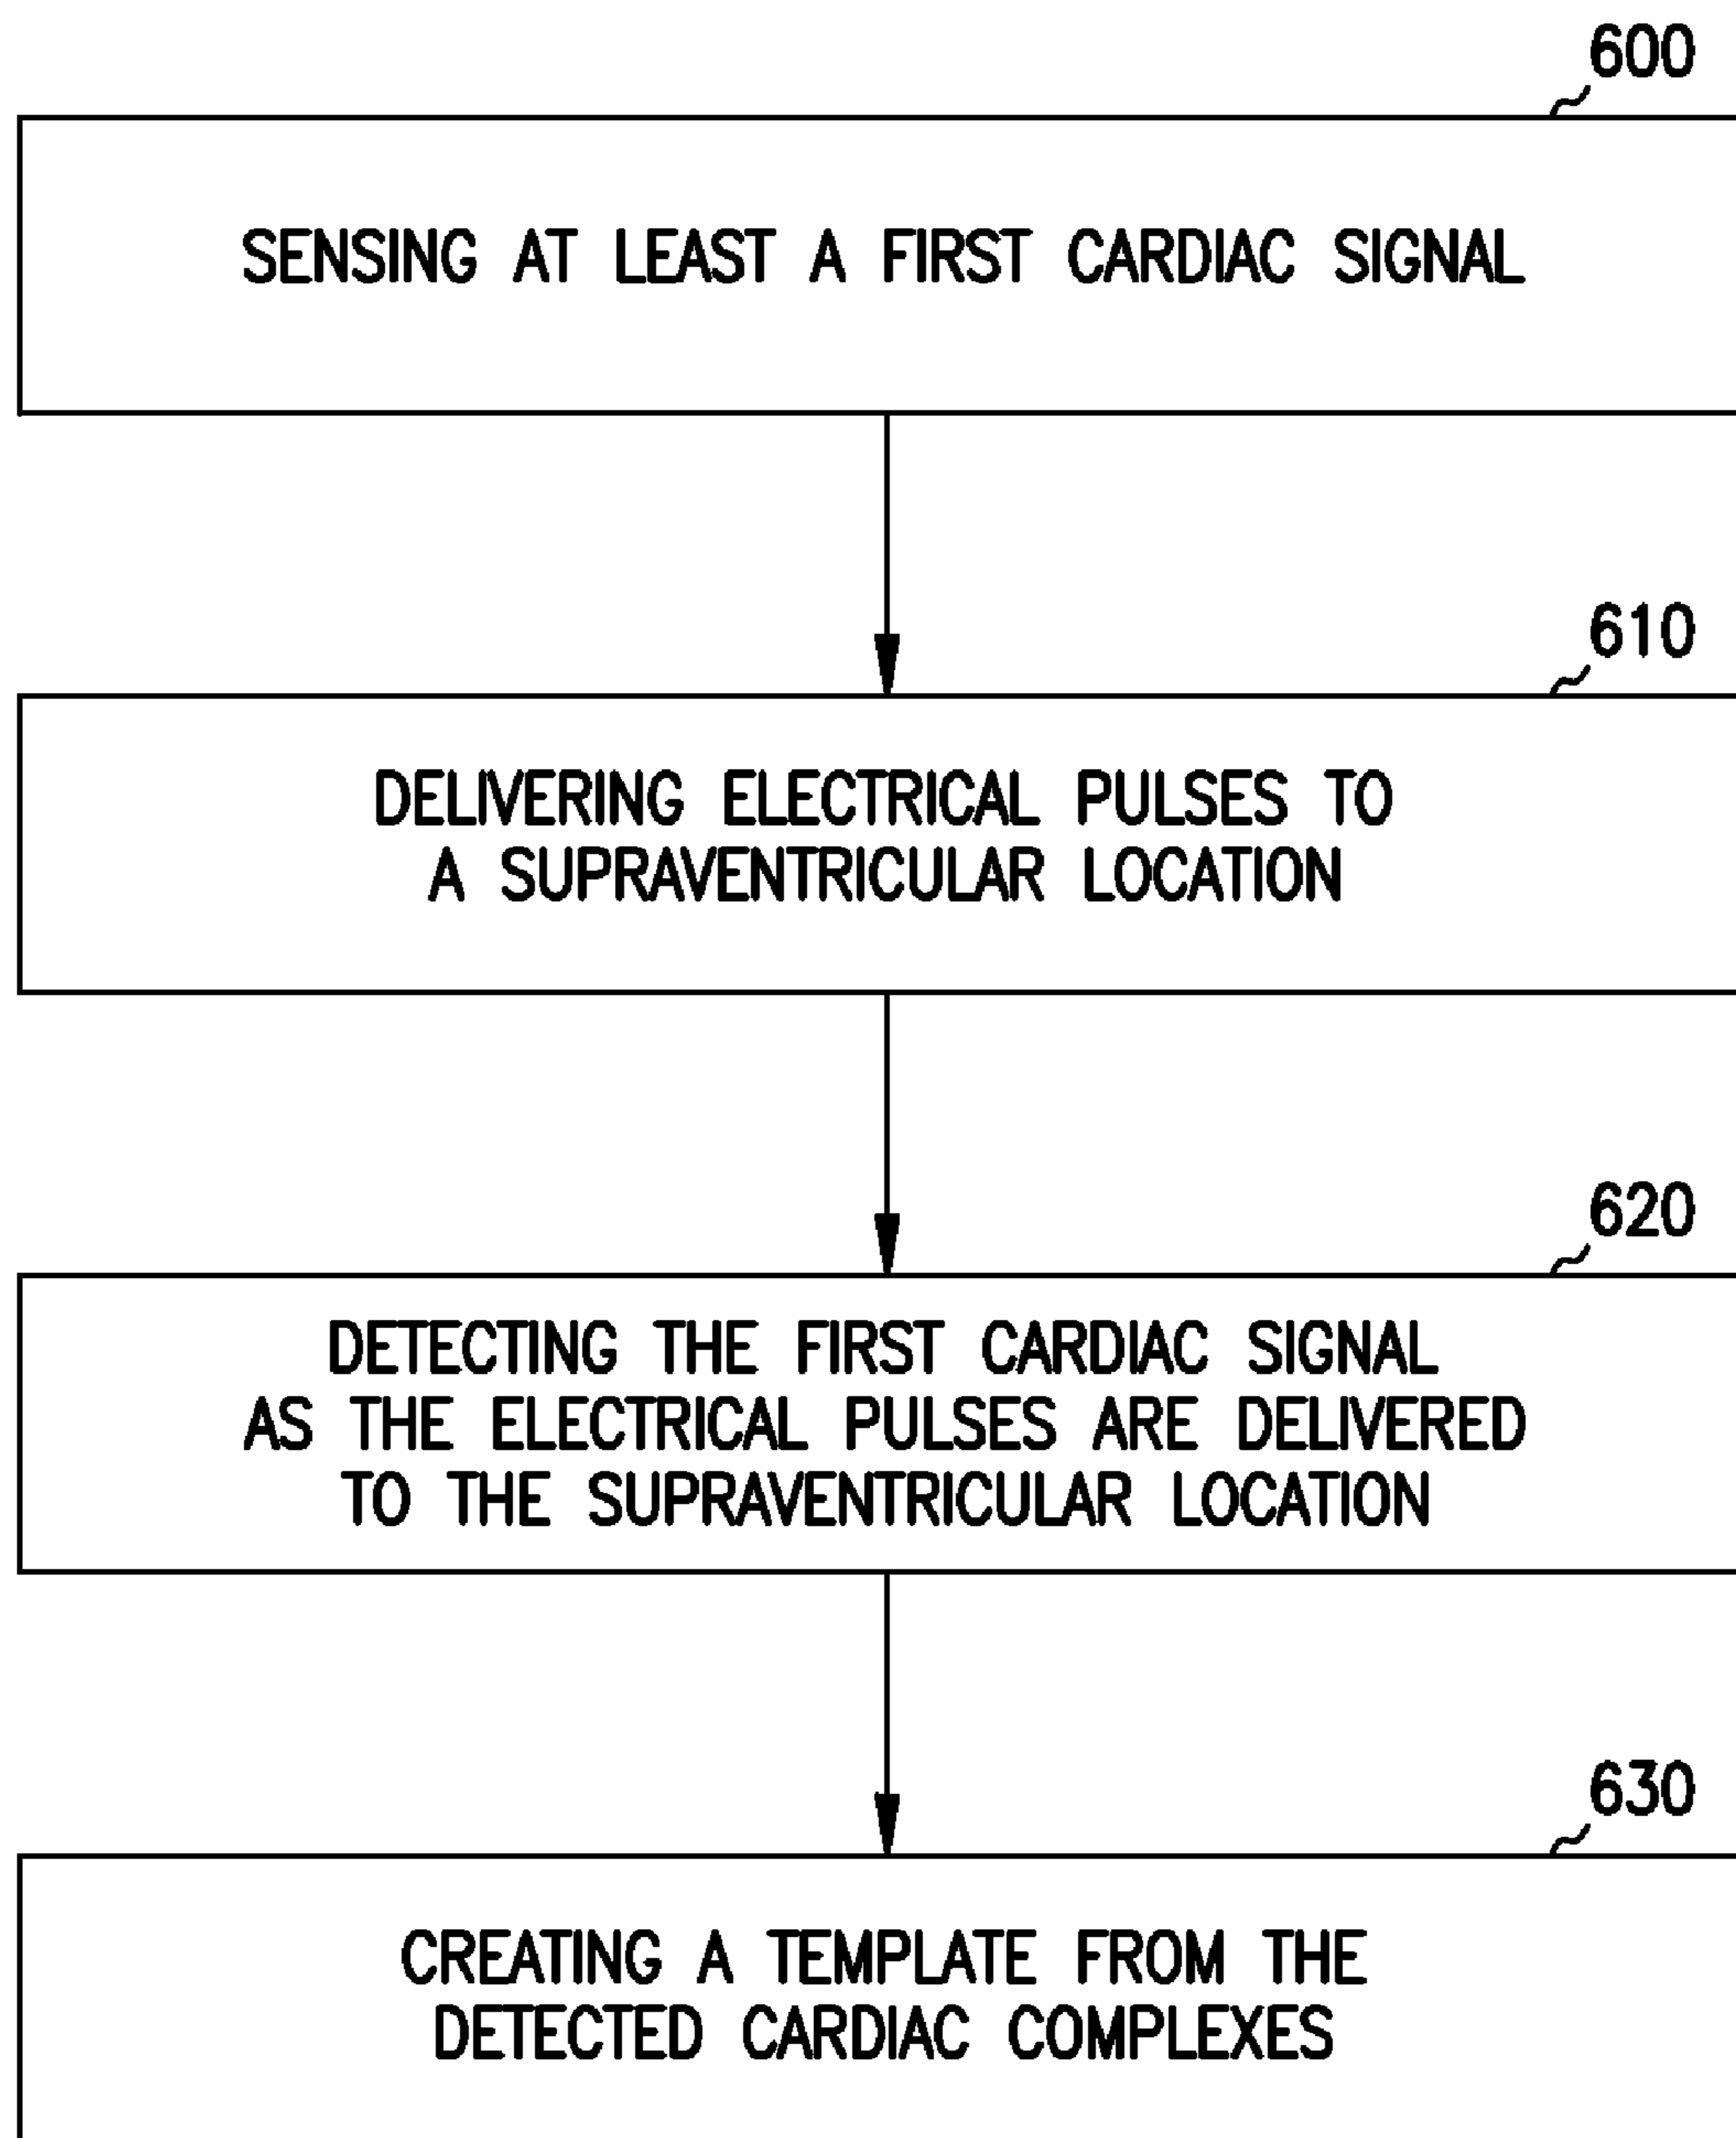 600
SENSING AT LEAST A FIRST CARDIAC SIGNAL
610
DELIVERING ELECTRICAL PULSES TO
A SUPRAVENTRICULAR LOCATION
620
DETECTING THE FIRST CARDIAC SIGNAL
AS THE ELECTRICAL PULSES ARE DELIVERED
TO THE SUPRAVENTRICULAR LOCATION
630
CREATING A TEMPLATE FROM THE
DETECTED CARDIAC COMPLEXES